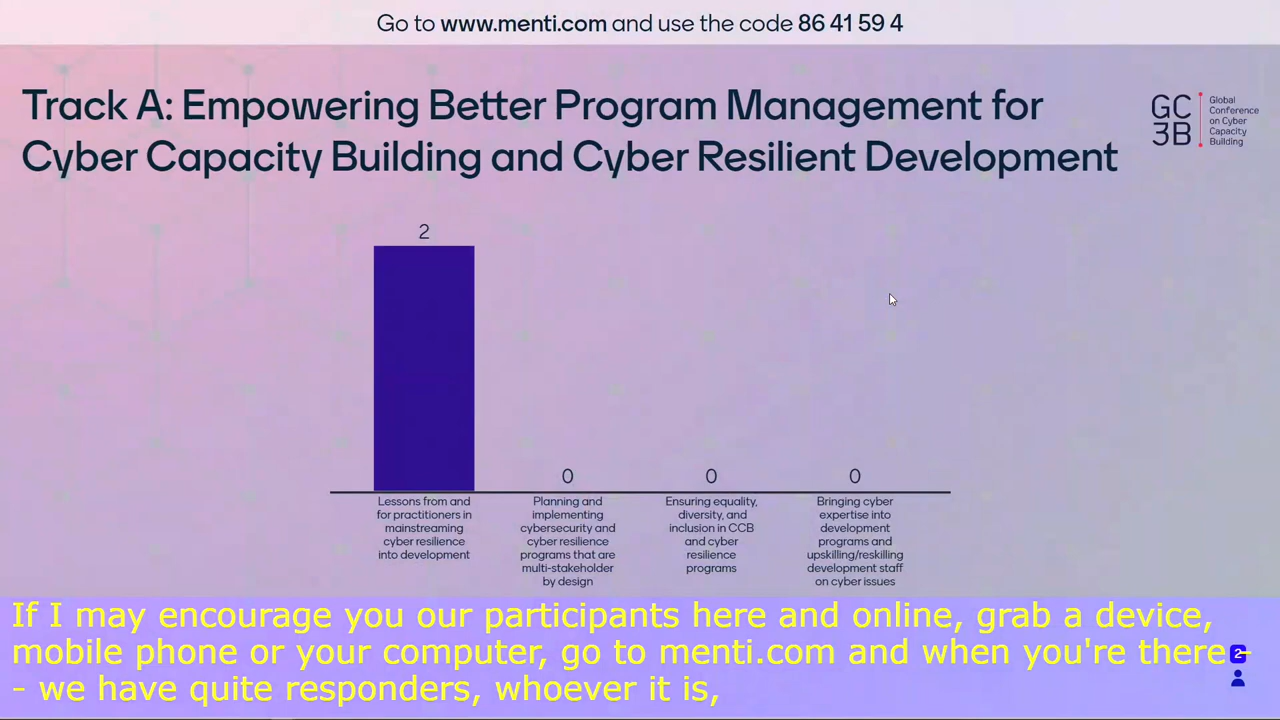 Go to www.menti.com and use the code 86 41 59 4
Track A: Empowering Better Program Management for
Cyber Capacity Building and Cyber Resilient Development
GC
3B
Global
Conference
on Cyber
Capacity
Building
2
0
0
0
Lessons from and
for practitioners in
mainstreaming
cyber resilience
into development
Planning and
implementing
cybersecurity and
cyber resilience
programs that are
multi-stakeholder
by design
Ensuring equality,
diversity, and
inclusion in CCB
and cyber
resilience
programs
Bringing cyber
expertise into
development
programs and
upskilling/reskilling
development staff
on cyber issues
If I may encourage you our participants here and online, grab a device,
mobile phone or your computer, go to menti.com and when you're there -
- we have quite responders, whoever it is,
2